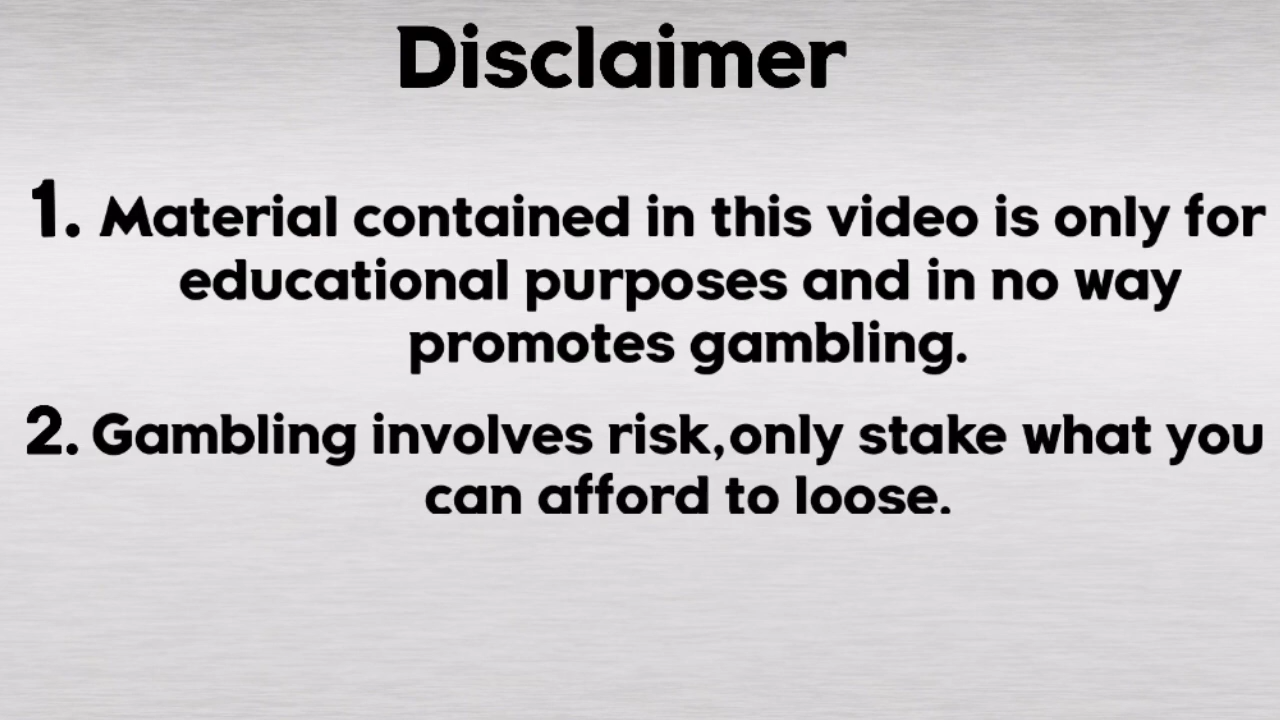 Disclaimer
1. Material contained in this video is only for
educational purposes and in no way
promotes gambling.
2. Gambling involves risk,only stake what you
can afford to loose.